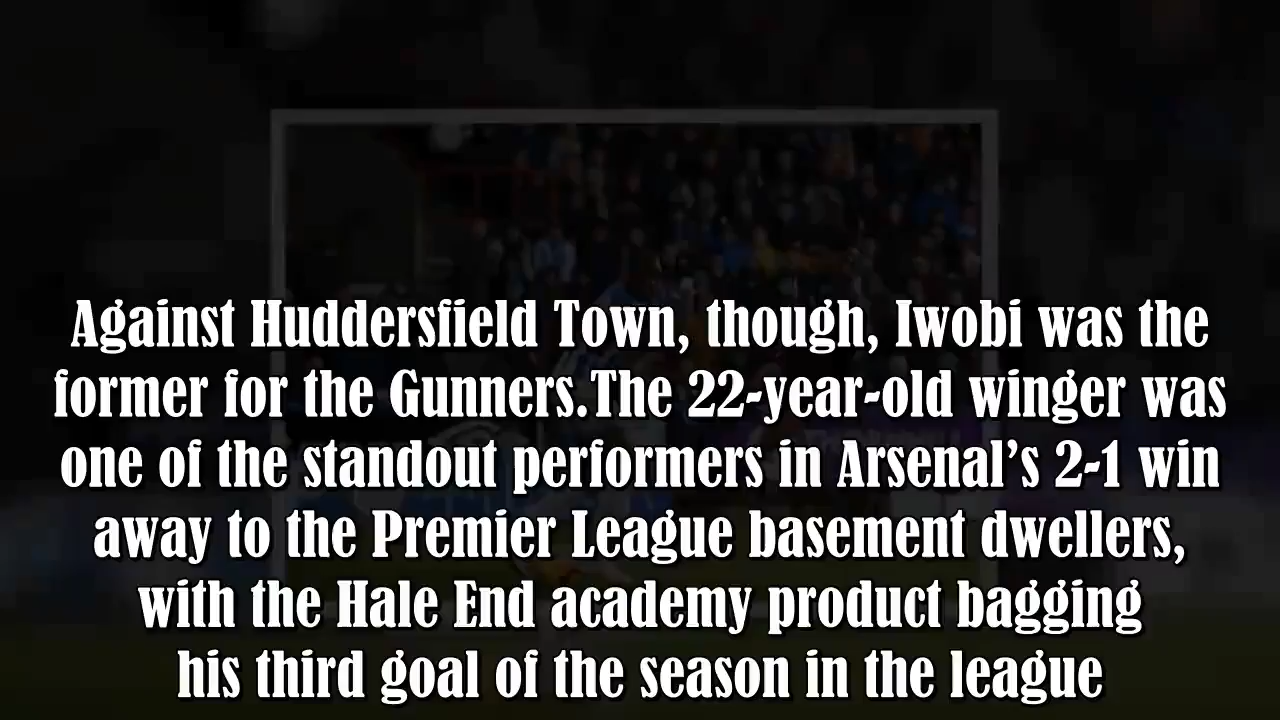 Against Huddersfield Town, though, Iwobi was the
former for the Gunners.The 22-year-old winger was
one of the standout performers in Arsenal’s 2-1 win
away to the Premier League basement dwellers,
with the Hale End academy product bagging
his third goal of the season in the league